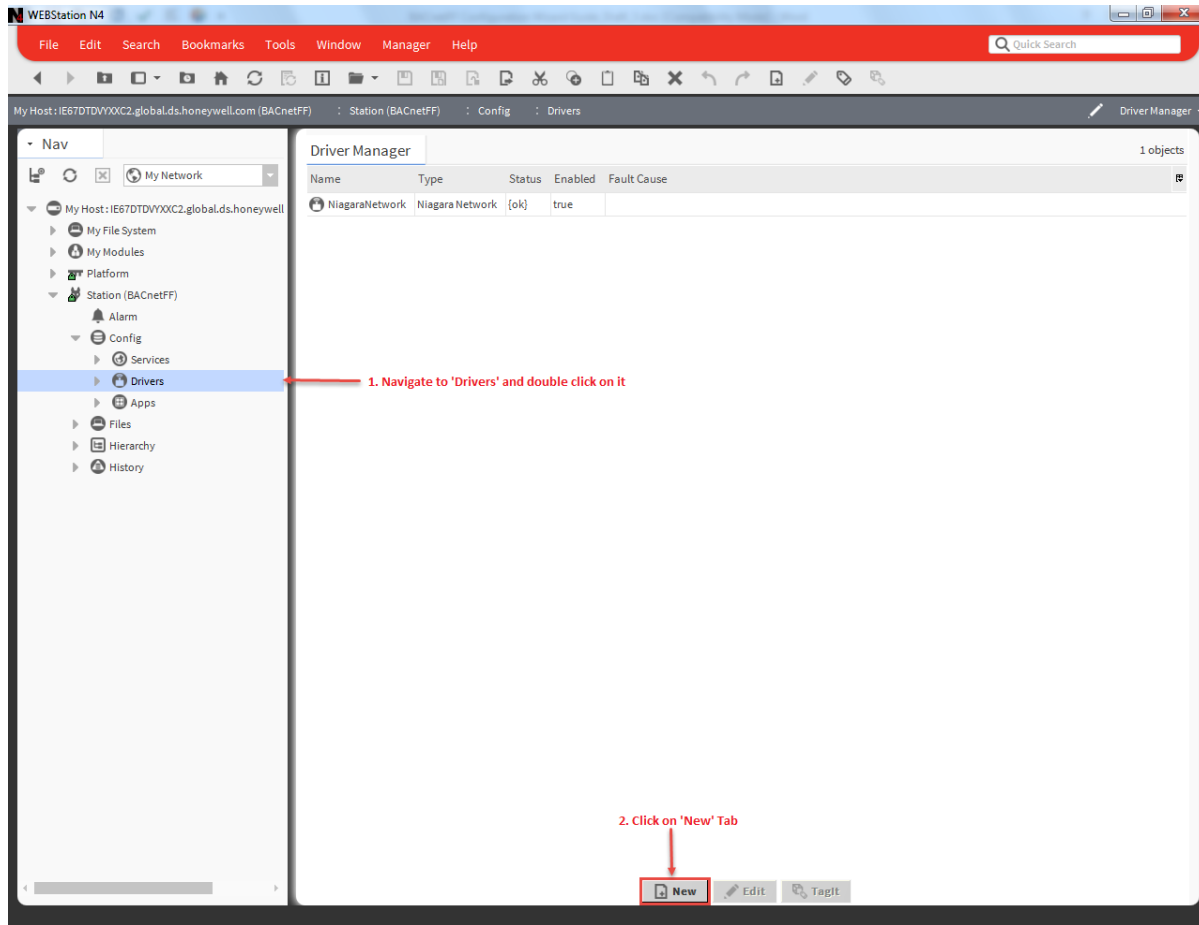 WEBStation N4
File Edit Search Bookmarks Tools Window Manager Help
Quick Search
My Host : IE67DTDVYXXC2.global.ds.honeywell.com (BACnetFF) : Station (BACnetFF) : Config : Drivers
Driver Manager
Nav
My Network
My Host : IE67DTDVYXXC2.global.ds.honeywell
My File System
My Modules
Platform
Station (BACnetFF)
Alarm
Config
Services
Drivers
Apps
Files
Hierarchy
History
Driver Manager
1 objects
Name Type Status Enabled Fault Cause
NiagaraNetwork Niagara Network {ok} true
1. Navigate to 'Drivers' and double click on it
2. Click on 'New' Tab
New Edit TagIt